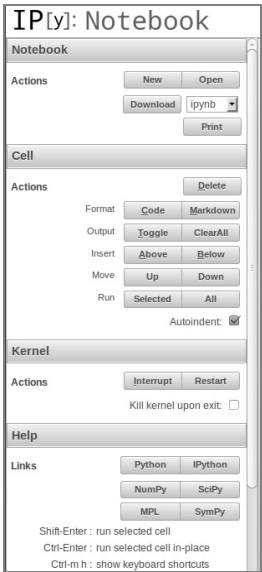 IP[y]: Notebook
Notebook
Actions New Open
Download ipynb
Print
Cell
Actions Delete
Format Code Markdown
Output Toggle ClearAll
Insert Above Below
Move Up Down
Run Selected All
Autoindent:
Kernel
Actions Interrupt Restart
Kill kernel upon exit:
Help
Links Python IPython
NumPy SciPy
MPL SymPy
Shift-Enter : run selected cell
Ctrl-Enter : run selected cell in-place
Ctrl-m h : show keyboard shortcuts